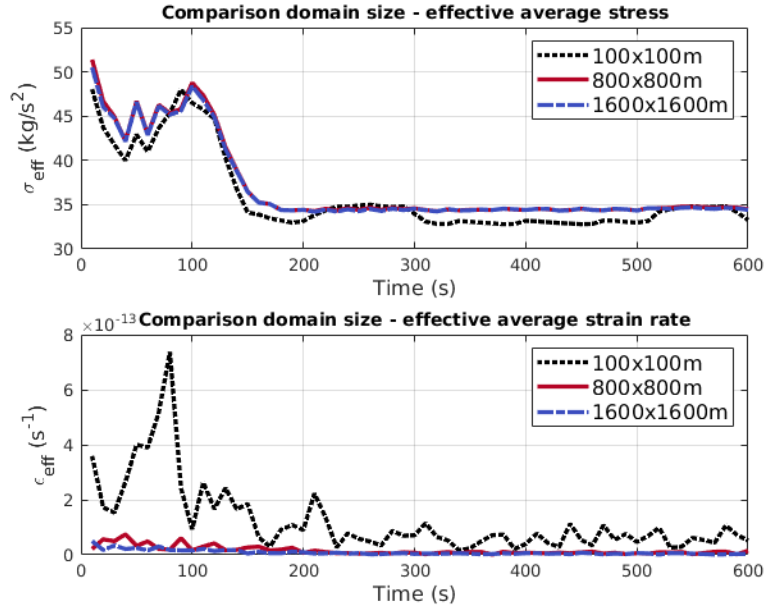 Comparison domain size - effective average stress
55
50
45
40
35
30
σ_eff (kg/s²)
100x100m
800x800m
1600x1600m
0 100 200 300 400 500 600
Time (s)
×10⁻¹³ Comparison domain size - effective average strain rate
8
6
4
2
0
ϵ_eff (s⁻¹)
100x100m
800x800m
1600x1600m
0 100 200 300 400 500 600
Time (s)